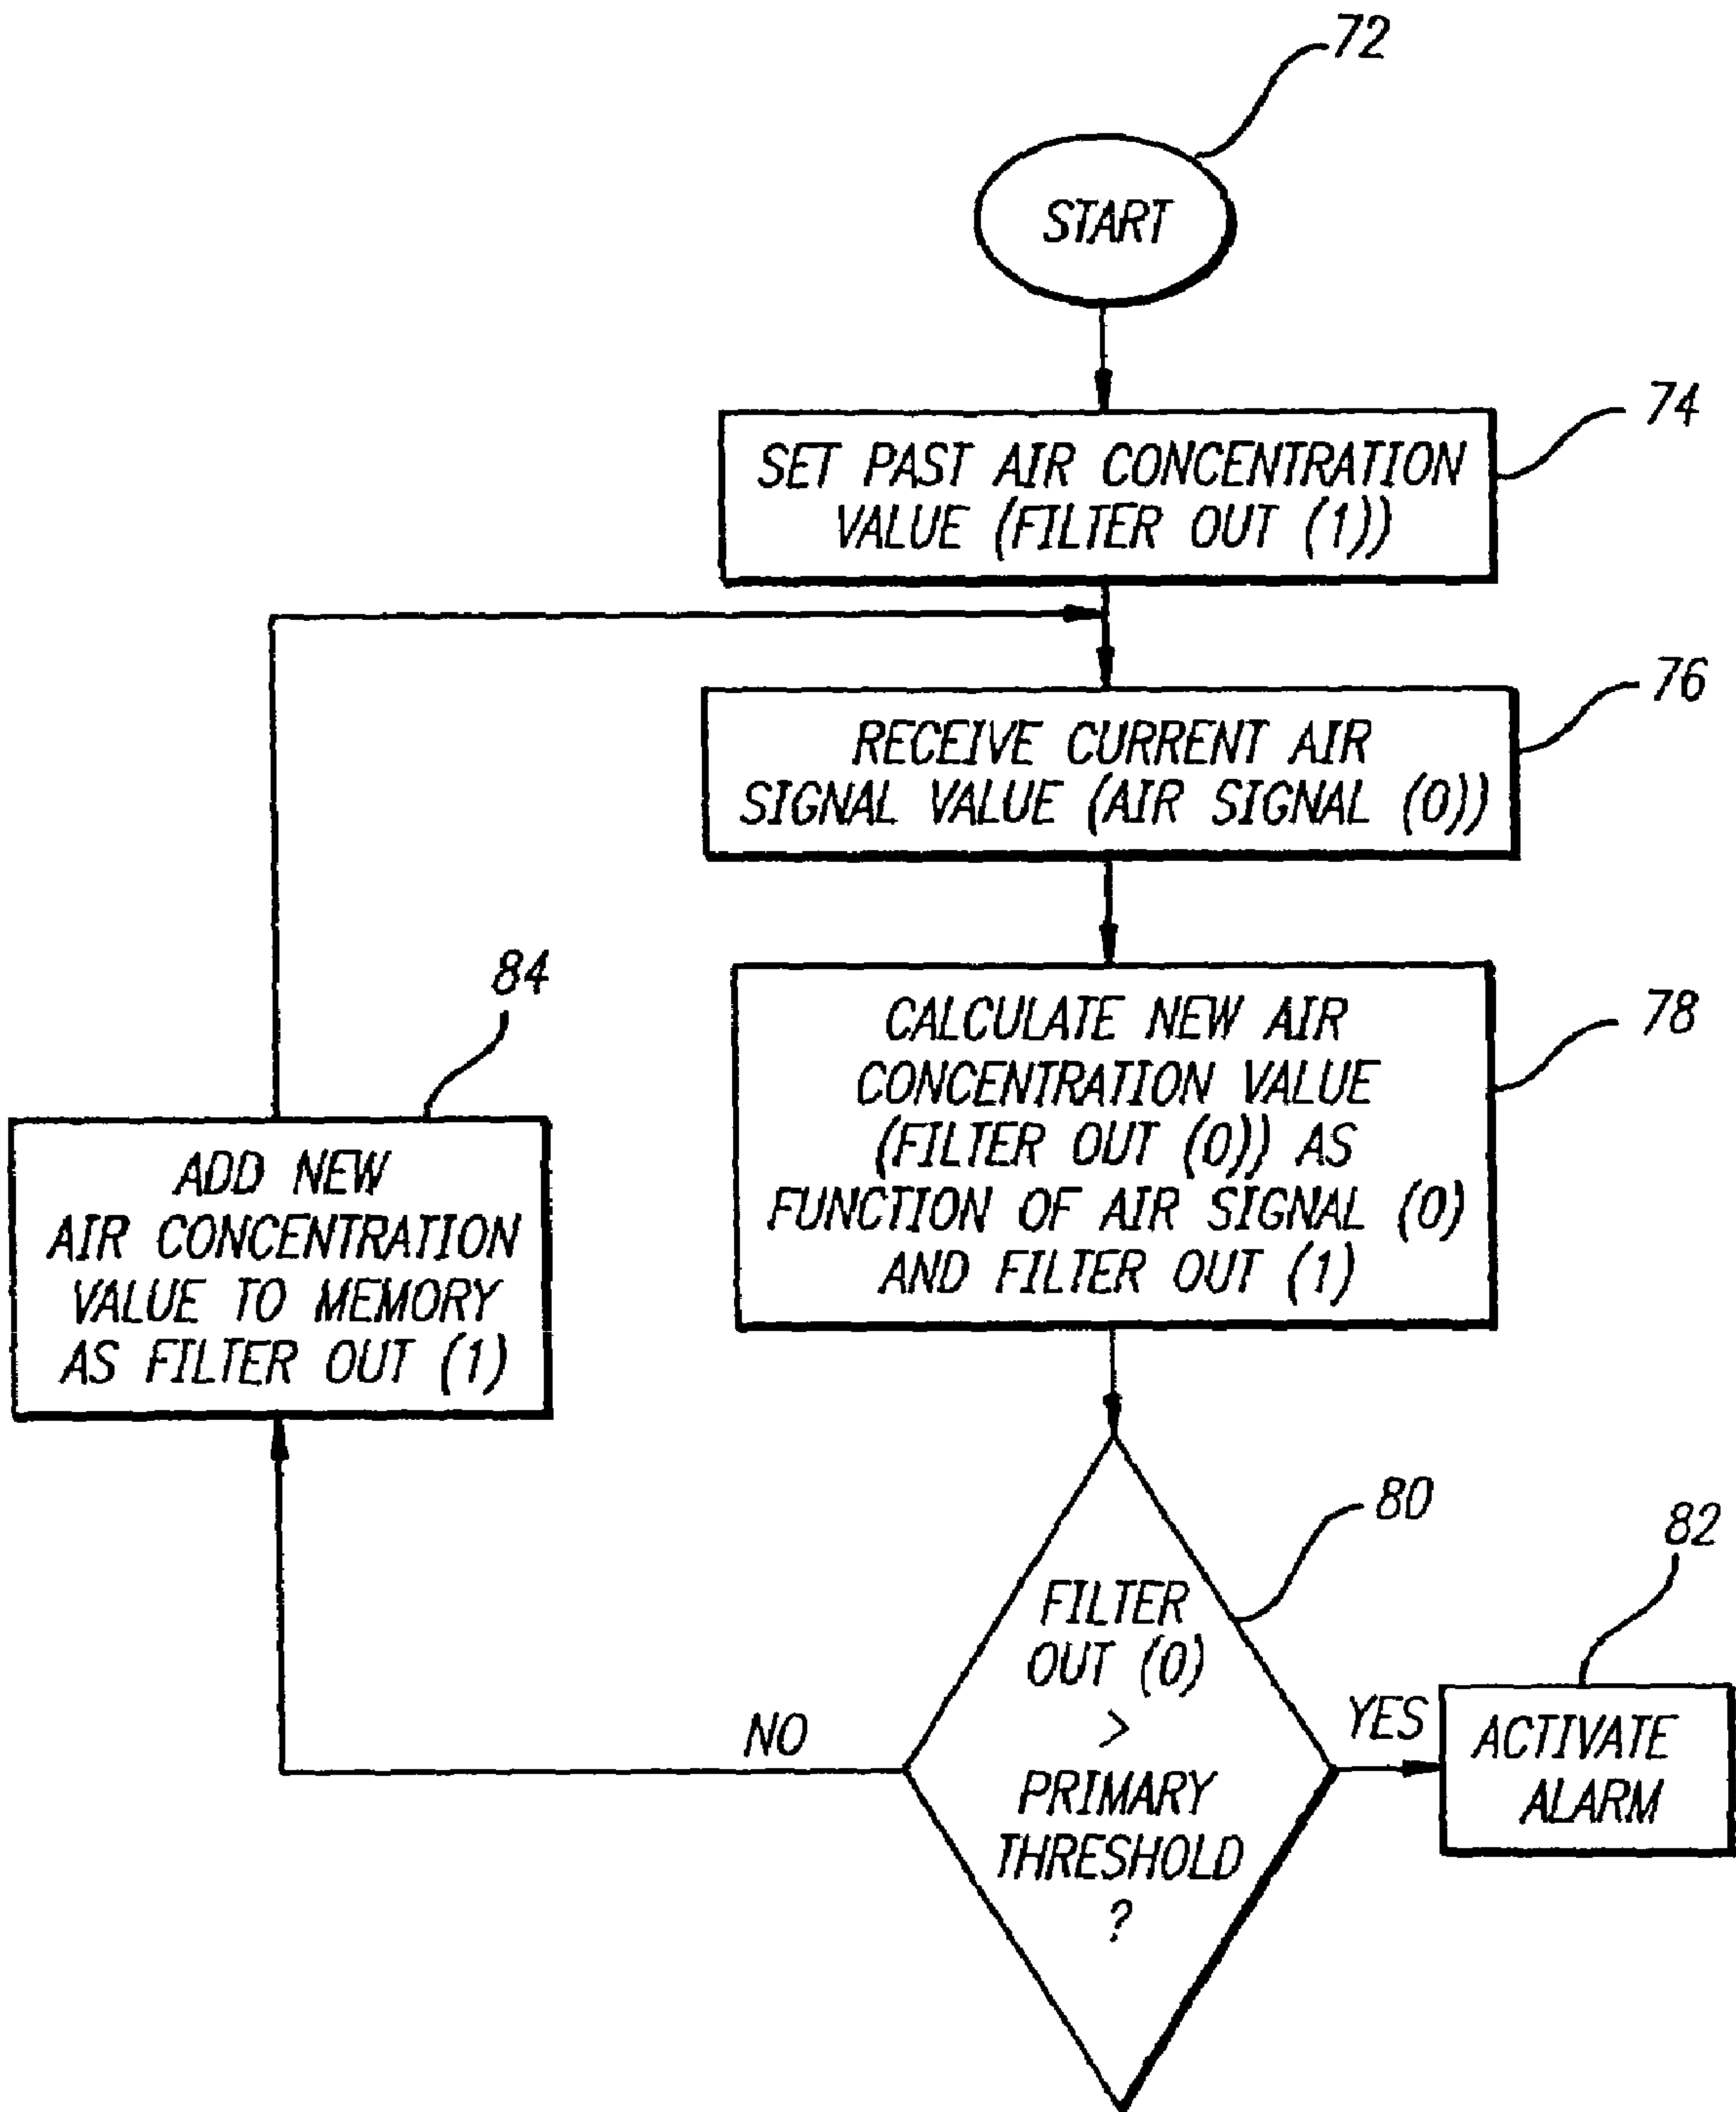 72
START
74
SET PAST AIR CONCENTRATION
VALUE (FILTER OUT (1))
76
RECEIVE CURRENT AIR
SIGNAL VALUE (AIR SIGNAL (0))
78
CALCULATE NEW AIR
CONCENTRATION VALUE
(FILTER OUT (0)) AS
FUNCTION OF AIR SIGNAL (0)
AND FILTER OUT (1)
84
ADD NEW
AIR CONCENTRATION
VALUE TO MEMORY
AS FILTER OUT (1)
80
FILTER
OUT (0)
>
PRIMARY
THRESHOLD
?
NO
YES
82
ACTIVATE
ALARM